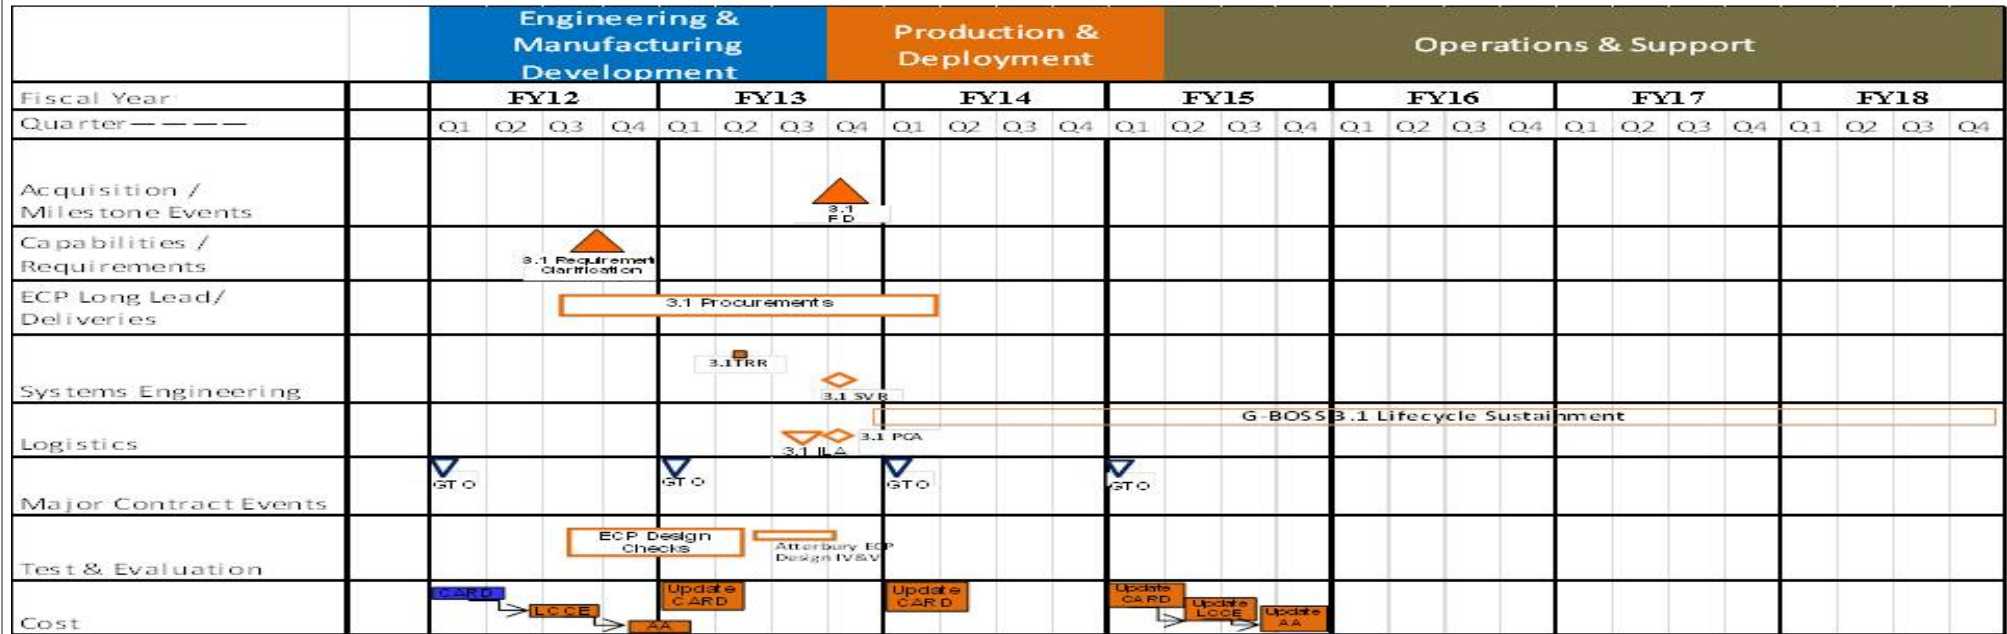 Engineering &
Manufacturing
Development
Production &
Deployment
Operations & Support
Fiscal Year FY12 FY13 FY14 FY15 FY16 FY17 FY18
Quarter— — — — Q1 Q2 Q3 Q4 Q1 Q2 Q3 Q4 Q1 Q2 Q3 Q4 Q1 Q2 Q3 Q4 Q1 Q2 Q3 Q4 Q1 Q2 Q3 Q4 Q1 Q2 Q3 Q4
Acquisition /
Milestone Events
3.1
FD
Capabilities /
Requirements
3.1 Requirement
Clarification
ECP Long Lead/
Deliveries
3.1 Procurements
Systems Engineering
3.1TRR
3.1 SVR
Logistics
G-BOSS 3.1 Lifecycle Sustainment
3.1 PCA
3.1 ILA
Major Contract Events
GTO GTO GTO GTO
Test & Evaluation
ECP Design
Checks
Atterbury ECP
Design IV&V
Cost
CARD
LCCE
AA
Update
CARD
Update
CARD
Update
CARD
Update
LCCE
Update
AA